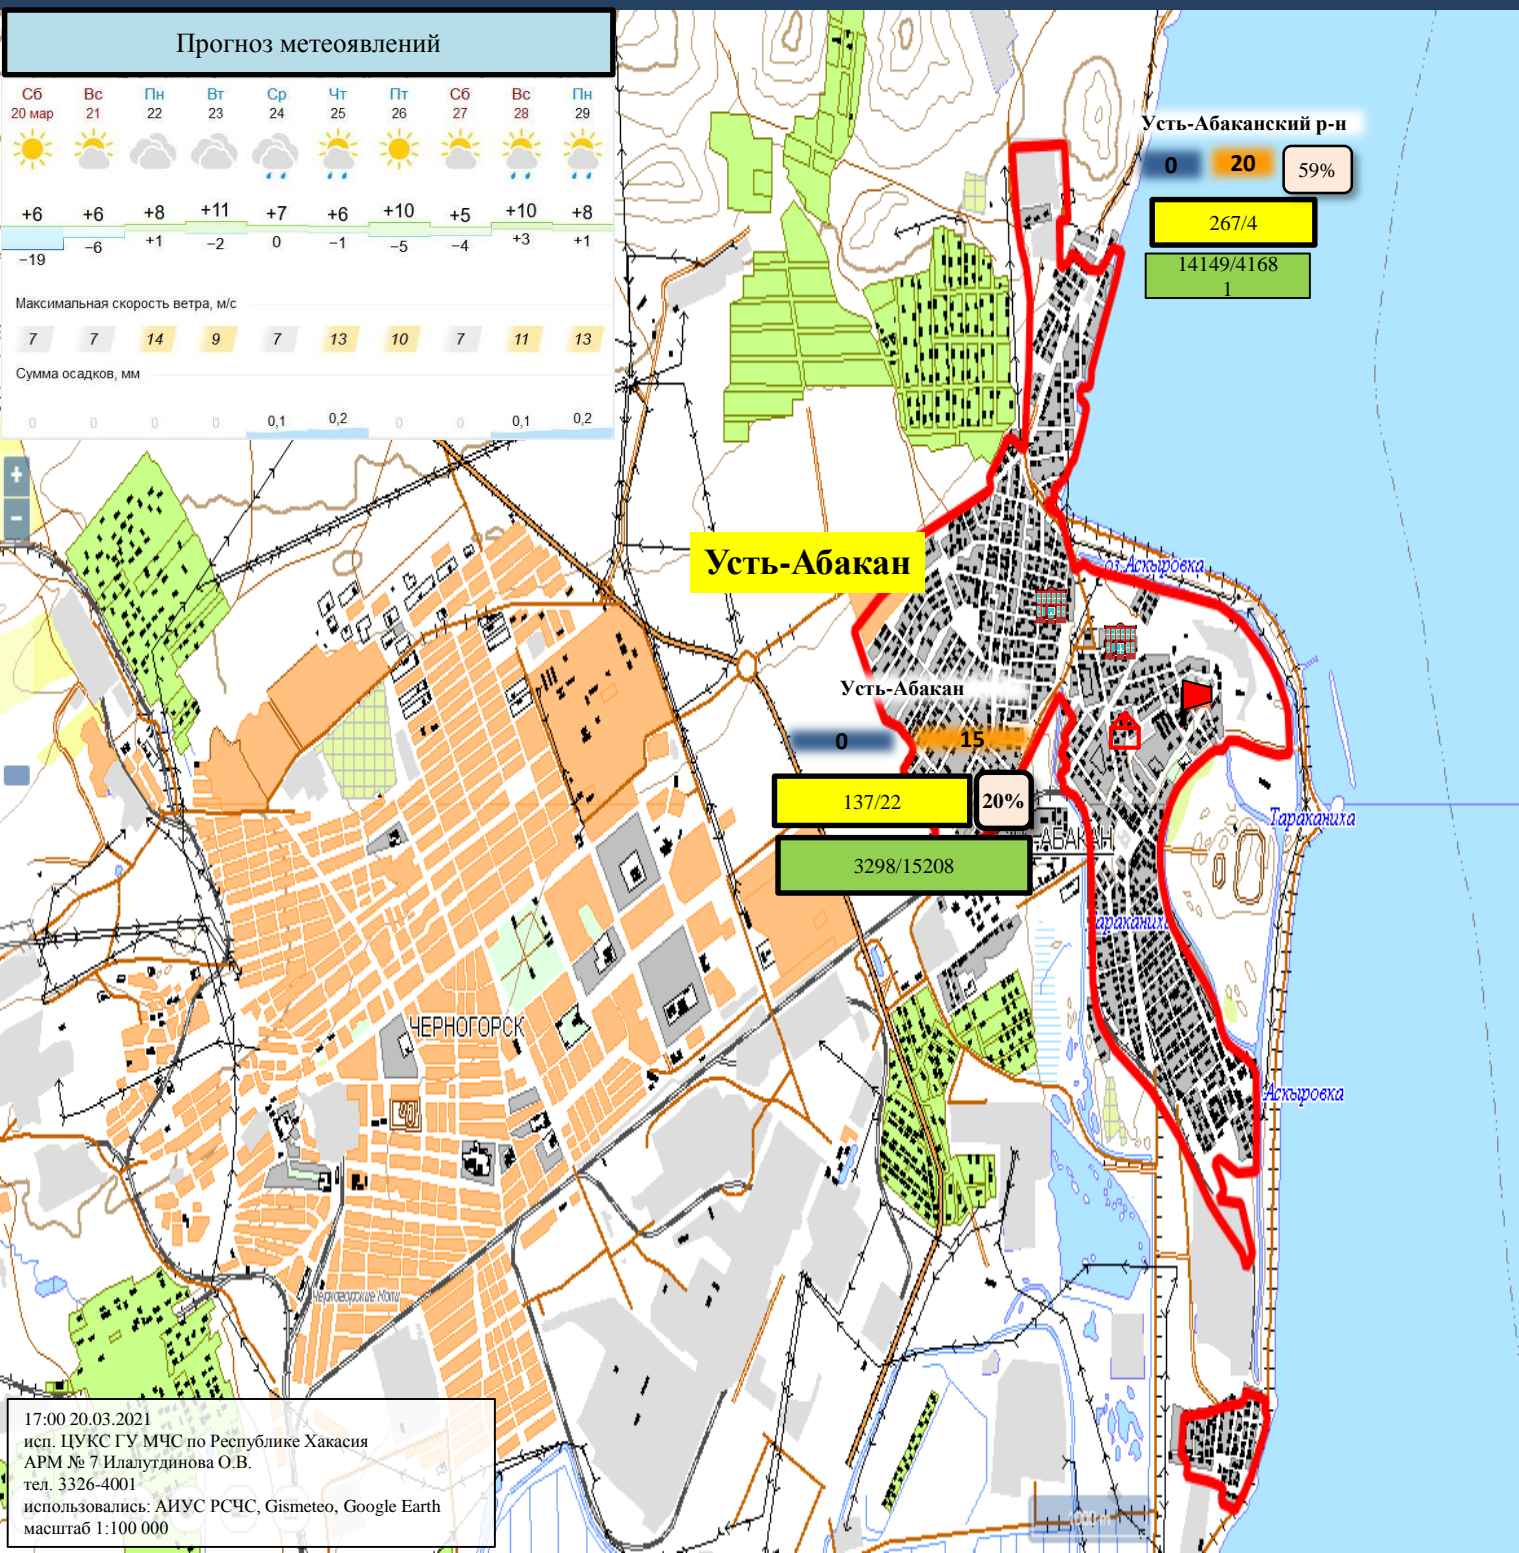 Прогноз метеоявлений
Сб Вс Пн Вт Ср Чт Пт Сб Вс Пн
20 мар 21 22 23 24 25 26 27 28 29
+6 +6 +8 +11 +7 +6 +10 +5 +10 +8
−19 −6 +1 −2 0 −1 −5 −4 +3 +1
Максимальная скорость ветра, м/с
7 7 14 9 7 13 10 7 11 13
Сумма осадков, мм
0 0 0 0 0,1 0,2 0 0 0,1 0,2
+
−
Усть-Абаканский р-н
0 20 59%
267/4
14149/4168
1
Усть-Абакан
оз.Аскыровка
Усть-Абакан
0 15
137/22 20%
3298/15208
АБАКАН
Тараканиха
араканиха
ЧЕРНОГОРСК
Аскыровка
Черногорские Копи
17:00 20.03.2021
исп. ЦУКС ГУ МЧС по Республике Хакасия
АРМ № 7 Илалутдинова О.В.
тел. 3326-4001
использовались: АИУС РСЧС, Gismeteo, Google Earth
масштаб 1:100 000